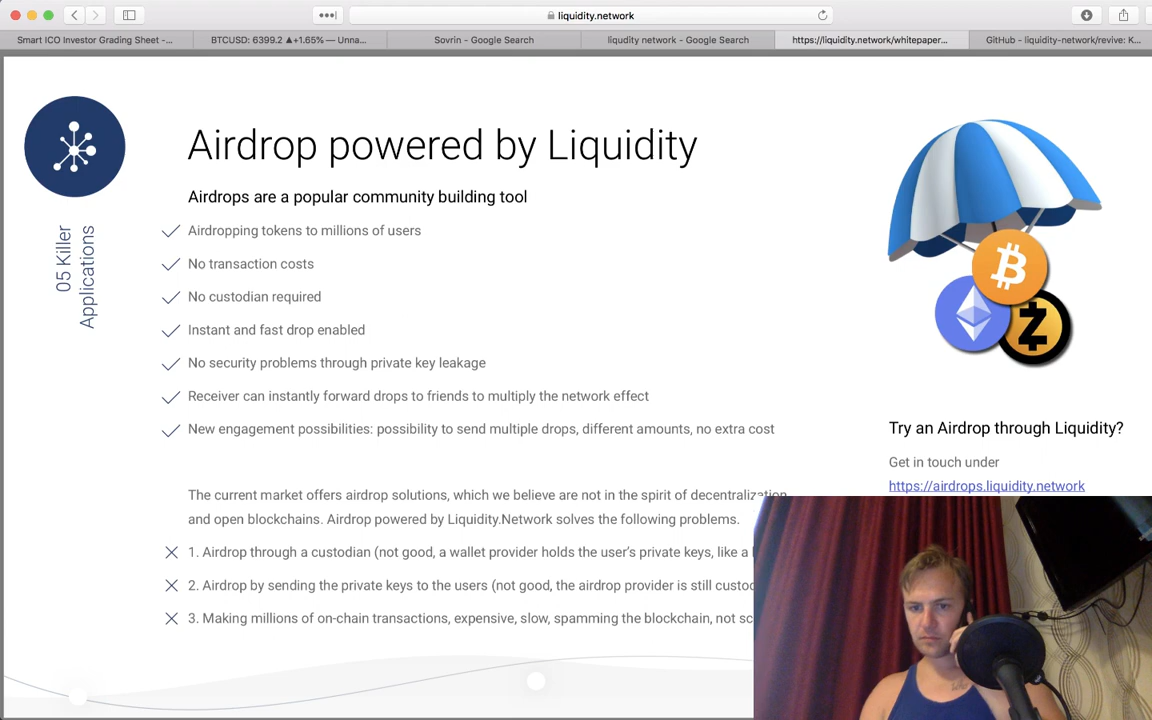 liquidity.network
Smart ICO Investor Grading Sheet -...
BTCUSD: 6399.2 ▲+1.65% — Unna...
Sovrin - Google Search
liqudity network - Google Search
https://liquidity.network/whitepaper...
GitHub - liquidity-network/revive: K...
05 Killer
Applications
Airdrop powered by Liquidity
Airdrops are a popular community building tool
Airdropping tokens to millions of users
No transaction costs
No custodian required
Instant and fast drop enabled
No security problems through private key leakage
Receiver can instantly forward drops to friends to multiply the network effect
New engagement possibilities: possibility to send multiple drops, different amounts, no extra cost
The current market offers airdrop solutions, which we believe are not in the spirit of decentralization
and open blockchains. Airdrop powered by Liquidity.Network solves the following problems.
1. Airdrop through a custodian (not good, a wallet provider holds the user's private keys, like a
2. Airdrop by sending the private keys to the users (not good, the airdrop provider is still
3. Making millions of on-chain transactions, expensive, slow, spamming the blockchain, not
Try an Airdrop through Liquidity?
Get in touch under
https://airdrops.liquidity.network